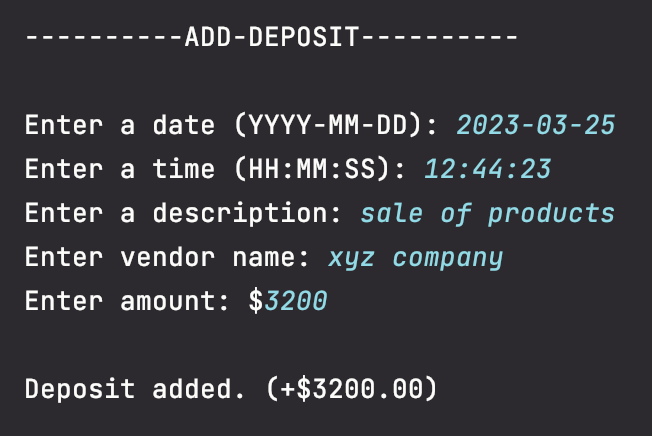 ----------ADD-DEPOSIT----------
Enter a date (YYYY-MM-DD): 2023-03-25
Enter a time (HH:MM:SS): 12:44:23
Enter a description: sale of products
Enter vendor name: xyz company
Enter amount: $3200
Deposit added. (+$3200.00)